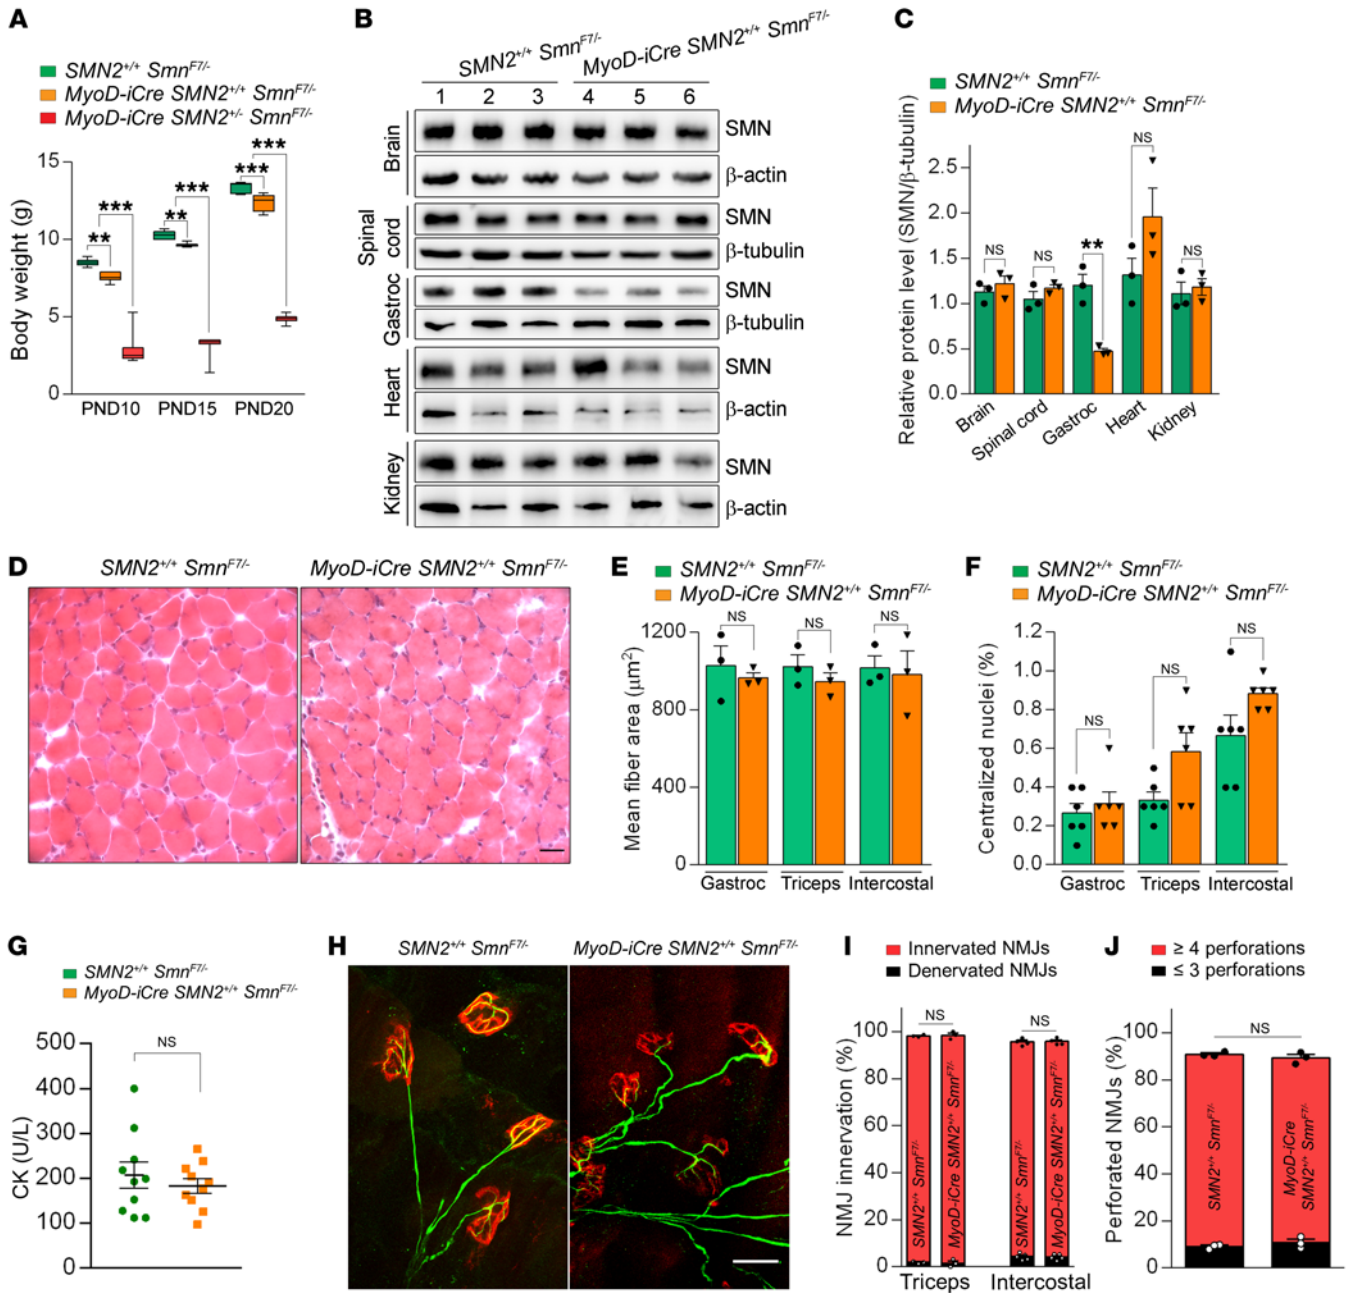 A
SMN2+/+ SmnF7/-
MyoD-iCre SMN2+/+ SmnF7/-
MyoD-iCre SMN2+/- SmnF7/-
Body weight (g)
15
10
5
0
** *** ** *** *** ***
PND10 PND15 PND20
B
SMN2+/+ SmnF7/- MyoD-iCre SMN2+/+ SmnF7/-
1 2 3 4 5 6
Brain
SMN
β-actin
Spinal cord
SMN
β-tubulin
Gastroc
SMN
β-tubulin
Heart
SMN
β-actin
Kidney
SMN
β-actin
C
SMN2+/+ SmnF7/-
MyoD-iCre SMN2+/+ SmnF7/-
Relative protein level (SMN/β-tubulin)
2.5
2.0
1.5
1.0
0.5
0.0
NS NS ** NS NS
Brain Spinal cord Gastroc Heart Kidney
D
SMN2+/+ SmnF7/- MyoD-iCre SMN2+/+ SmnF7/-
E
SMN2+/+ SmnF7/-
MyoD-iCre SMN2+/+ SmnF7/-
Mean fiber area (μm2)
1200
800
400
0
NS NS NS
Gastroc Triceps Intercostal
F
SMN2+/+ SmnF7/-
MyoD-iCre SMN2+/+ SmnF7/-
Centralized nuclei (%)
1.2
1.0
0.8
0.6
0.4
0.2
0.0
NS NS NS
Gastroc Triceps Intercostal
G
SMN2+/+ SmnF7/-
MyoD-iCre SMN2+/+ SmnF7/-
CK (U/L)
500
400
300
200
100
0
NS
H
SMN2+/+ SmnF7/- MyoD-iCre SMN2+/+ SmnF7/-
I
Innervated NMJs
Denervated NMJs
NMJ innervation (%)
100
80
60
40
20
0
NS NS
SMN2+/+ SmnF7/-
MyoD-iCre SMN2+/+ SmnF7/-
SMN2+/+ SmnF7/-
MyoD-iCre SMN2+/+ SmnF7/-
Triceps Intercostal
J
≥ 4 perforations
≤ 3 perforations
Perforated NMJs (%)
100
80
60
40
20
0
NS
SMN2+/+ SmnF7/-
MyoD-iCre
SMN2+/+ SmnF7/-